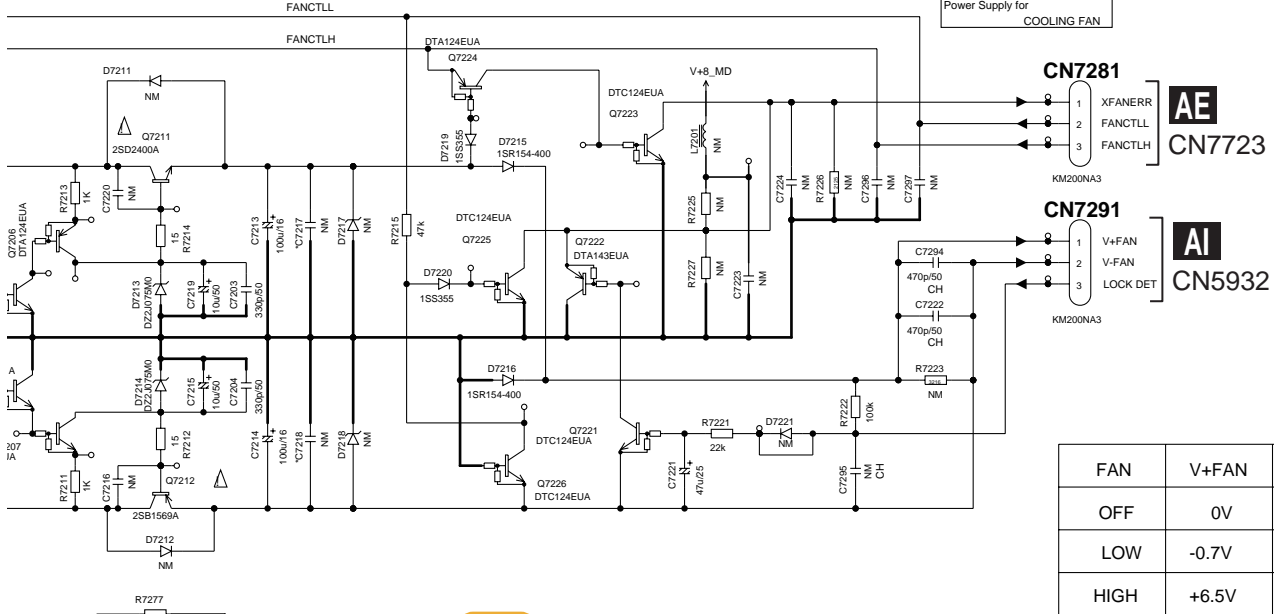 FANCTLL
Power Supply for
COOLING FAN
FANCTLH
DTA124EUA
Q7224
D7211
NM
V+8_MD
CN7281
DTC124EUA
Q7223
1 XFANERR
2 FANCTLL
3 FANCTLH
AE
CN7723
KM200NA3
Q7211
2SD2400A
D7219
1SS355
D7215
1SR154-400
L7201
NM
R7213
1K
C7220
NM
Q7206
DTA124EUA
15
R7214
C7213
100u/16
*C7217
NM
D7217
NM
R7215
47k
DTC124EUA
Q7225
Q7222
DTA143EUA
R7225
NM
C7224
NM
R7226
2125
NM
C7296
NM
C7297
NM
CN7291
1 V+FAN
2 V-FAN
3 LOCK DET
AI
CN5932
KM200NA3
D7213
DZ2J075M0
C7219
10u/50
C7203
330p/50
D7220
1SS355
R7227
NM
C7223
NM
C7294
470p/50
CH
C7222
470p/50
CH
A
D7214
DZ2J075M0
C7215
10u/50
C7204
330p/50
D7216
1SR154-400
R7223
3216
NM
207
UA
15
R7212
C7214
100u/16
*C7218
NM
D7218
NM
Q7221
DTC124EUA
R7221
22k
D7221
NM
R7222
100k
R7211
1K
C7216
NM
Q7212
2SB1569A
Q7226
DTC124EUA
C7221
47u/25
C7295
NM
CH
D7212
NM
R7277
FAN V+FAN
OFF 0V
LOW -0.7V
HIGH +6.5V